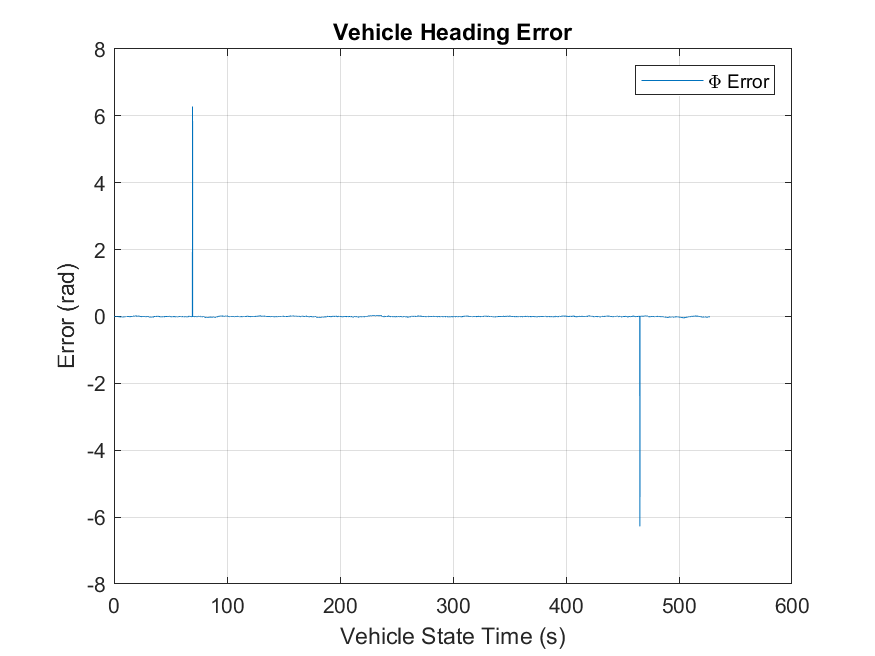 Vehicle Heading Error
Φ Error
8
6
4
2
0
-2
-4
-6
-8
Error (rad)
0 100 200 300 400 500 600
Vehicle State Time (s)